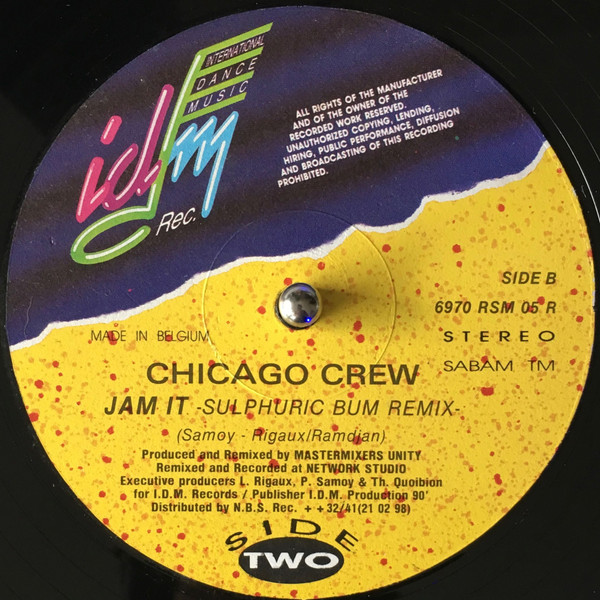 INTERNATIONAL
DANCE
MUSIC
idm
Rec.
ALL RIGHTS OF THE MANUFACTURER
AND OF THE OWNER OF THE
RECORDED WORK RESERVED.
UNAUTHORIZED COPYING, LENDING,
HIRING, PUBLIC PERFORMANCE, DIFFUSION
AND BROADCASTING OF THIS RECORDING
PROHIBITED.
SIDE B
6970 RSM 05 R
STEREO
SABAM TM
MADE IN BELGIUM
CHICAGO CREW
JAM IT -SULPHURIC BUM REMIX-
(Samoy - Rigaux/Ramdjan)
Produced and Remixed by MASTERMIXERS UNITY
Remixed and Recorded at NETWORK STUDIO
Executive producers L. Rigaux, P. Samoy & Th. Quoibion
for I.D.M. Records / Publisher I.D.M. Production 90'
Distributed by N.B.S. Rec. + + 32/41(21 02 98)
SIDE
TWO